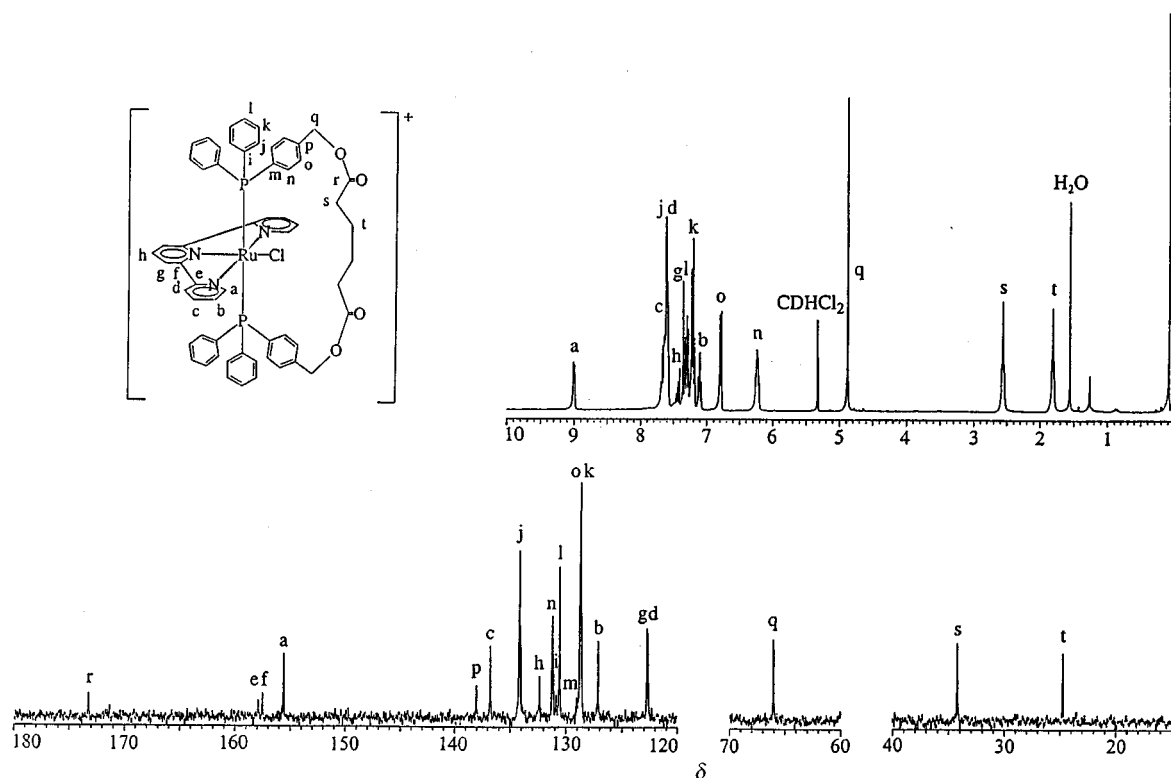 +
l
k
j
i
q
p
o
m
n
O
r
O
s
t
P
N
h
N
Ru
Cl
g
f
e
N
d
a
c
b
P
O
O
j d
k
H₂O
q
g l
c
CDHCl₂
s
t
o
a
h
b
n
10 9 8 7 6 5 4 3 2 1
o k
j
l
n
c
b
g d
q
s
a
t
p
h
i
r
e f
m
180 170 160 150 140 130 120 70 60 40 30 20
δ